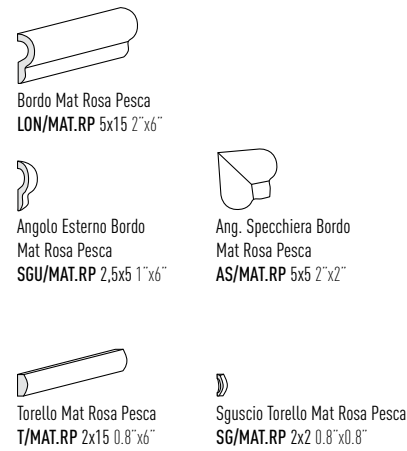 Bordo Mat Rosa Pesca
LON/MAT.RP 5x15 2¨x6¨
Angolo Esterno Bordo
Mat Rosa Pesca
SGU/MAT.RP 2,5x5 1¨x6¨
Ang. Specchiera Bordo
Mat Rosa Pesca
AS/MAT.RP 5x5 2¨x2¨
Torello Mat Rosa Pesca
T/MAT.RP 2x15 0.8¨x6¨
Sguscio Torello Mat Rosa Pesca
SG/MAT.RP 2x2 0.8¨x0.8¨